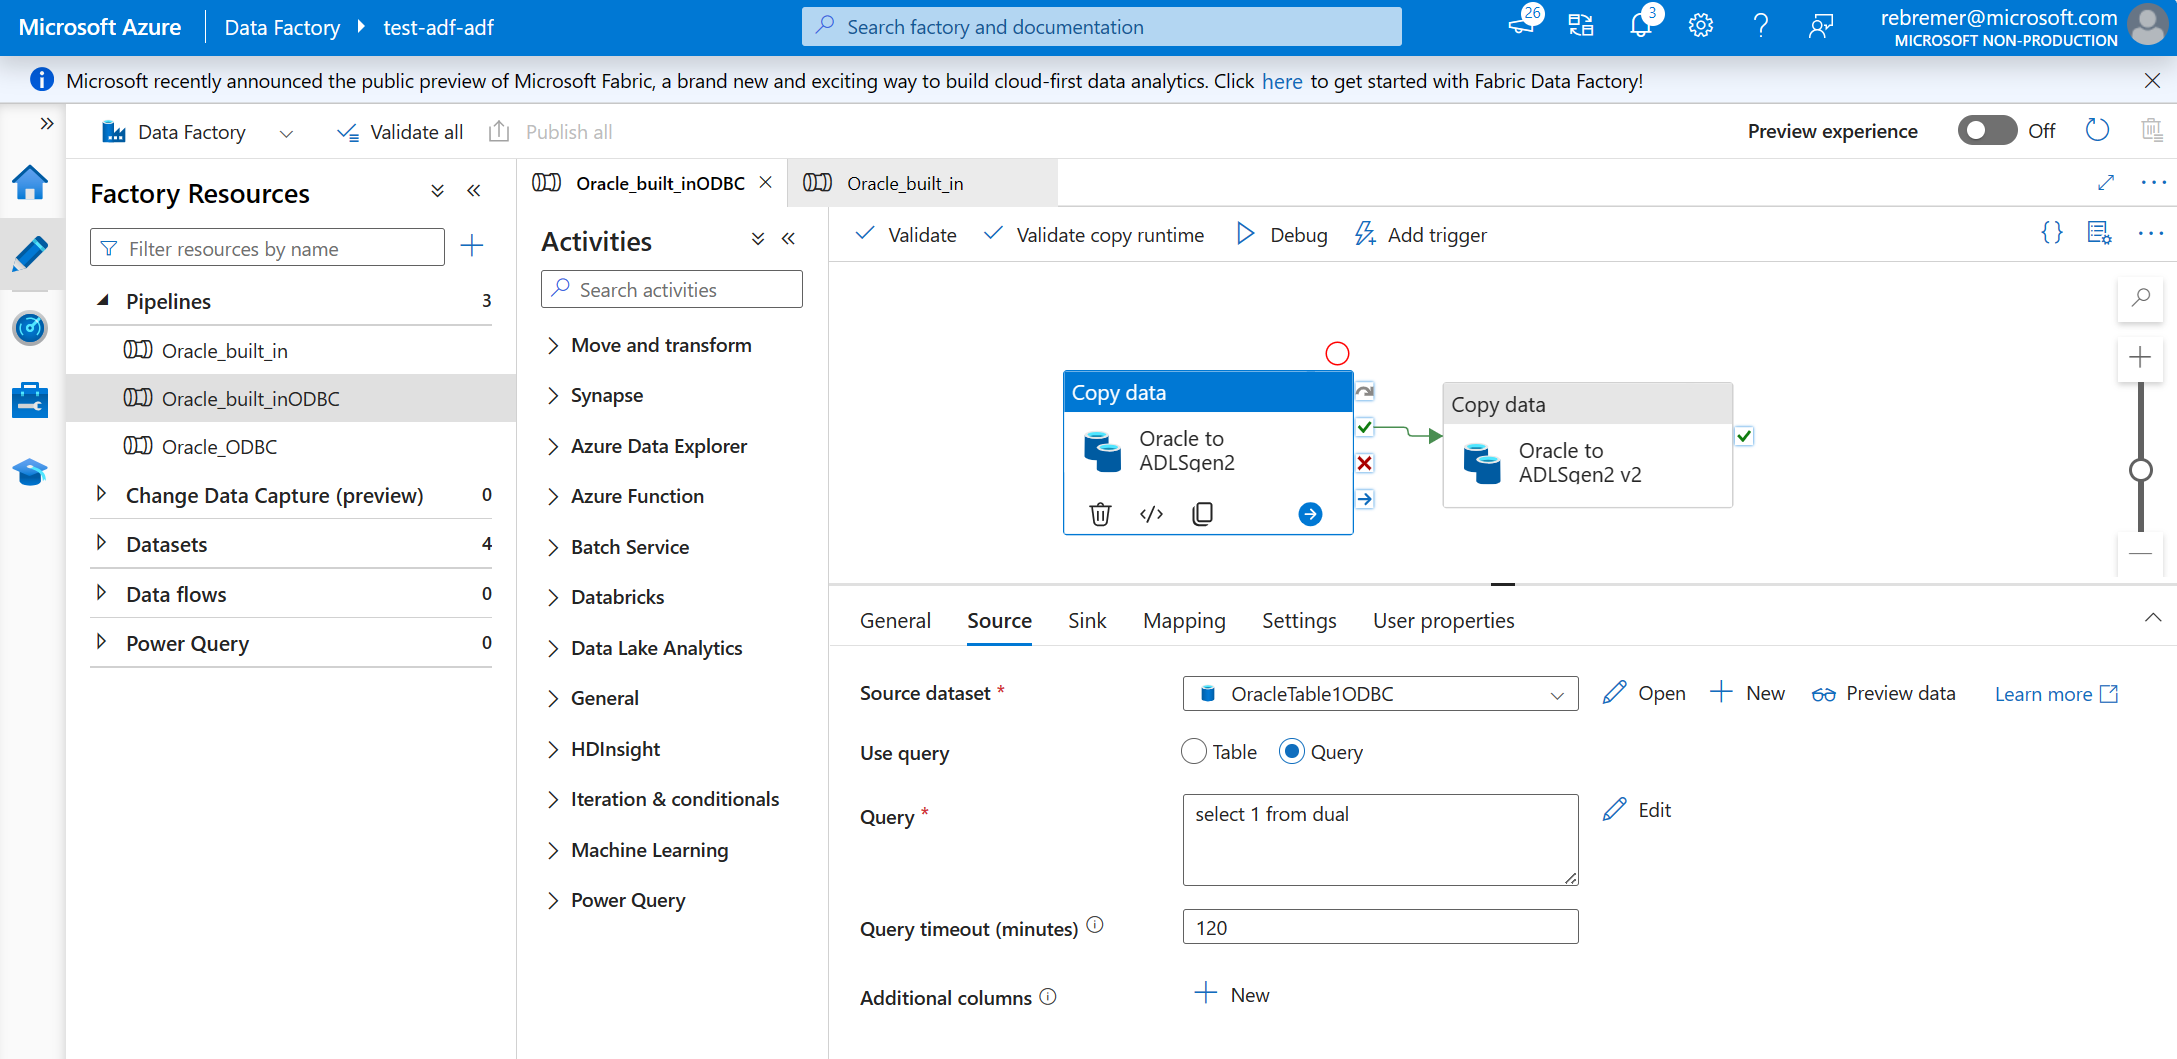 Microsoft Azure
Data Factory
test-adf-adf
Search factory and documentation
26
3
rebremer@microsoft.com
MICROSOFT NON-PRODUCTION
Microsoft recently announced the public preview of Microsoft Fabric, a brand new and exciting way to build cloud-first data analytics. Click here to get started with Fabric Data Factory!
Data Factory
Validate all
Publish all
Preview experience
Off
Factory Resources
Filter resources by name
Pipelines
3
Oracle_built_in
Oracle_built_inODBC
Oracle_ODBC
Change Data Capture (preview)
0
Datasets
4
Data flows
0
Power Query
0
Oracle_built_inODBC
Oracle_built_in
Activities
Search activities
Move and transform
Synapse
Azure Data Explorer
Azure Function
Batch Service
Databricks
Data Lake Analytics
General
HDInsight
Iteration & conditionals
Machine Learning
Power Query
Validate
Validate copy runtime
Debug
Add trigger
Copy data
Oracle to
ADLSgen2
Copy data
Oracle to
ADLSgen2 v2
General
Source
Sink
Mapping
Settings
User properties
Source dataset *
OracleTable1ODBC
Open
New
Preview data
Learn more
Use query
Table
Query
Query *
select 1 from dual
Edit
Query timeout (minutes)
120
Additional columns
New